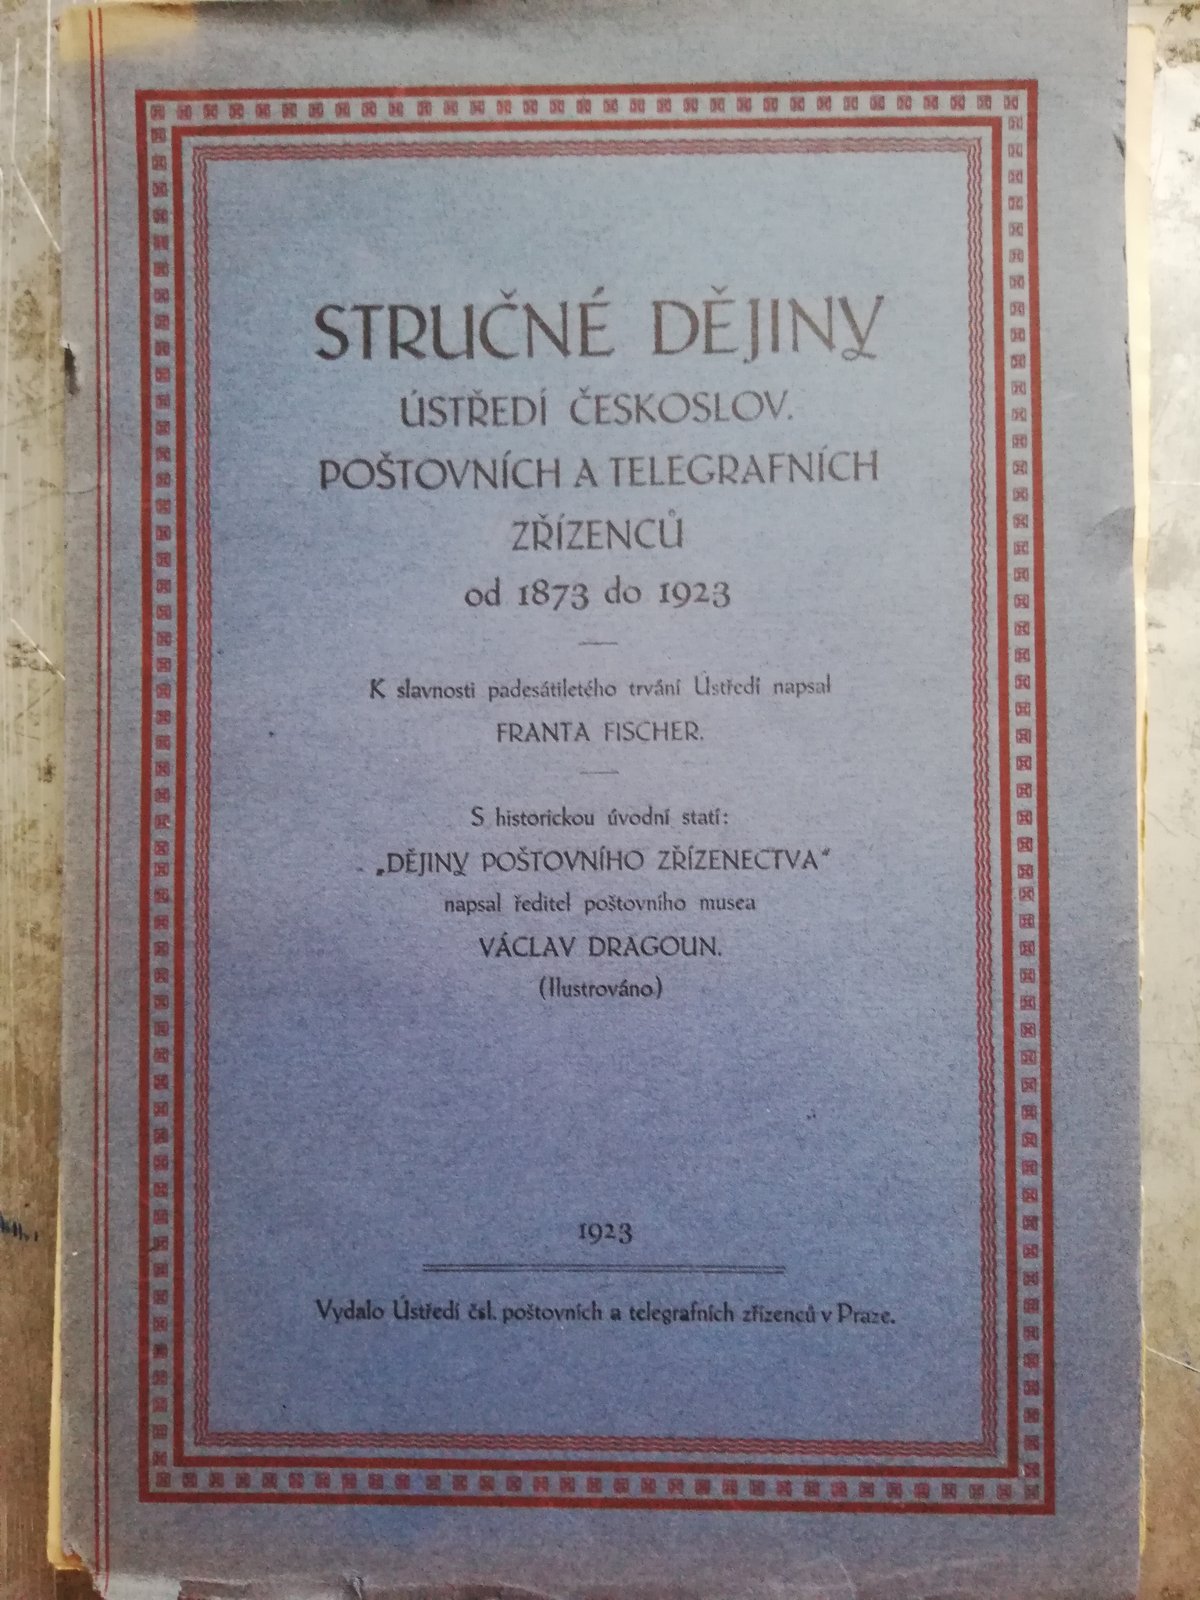 STRUČNÉ DĚJINY
ÚSTŘEDÍ ČESKOSLOV.
POŠTOVNÍCH A TELEGRAFNÍCH
ZŘÍZENCŮ
od 1873 do 1923
K slavnosti padesátiletého trvání Ústředí napsal
FRANTA FISCHER.
S historickou úvodní statí:
„DĚJINY POŠTOVNÍHO ZŘÍZENECTVA“
napsal ředitel poštovního musea
VÁCLAV DRAGOUN.
(Ilustrováno)
1923
Vydalo Ústředí čsl. poštovních a telegrafních zřízenců v Praze.